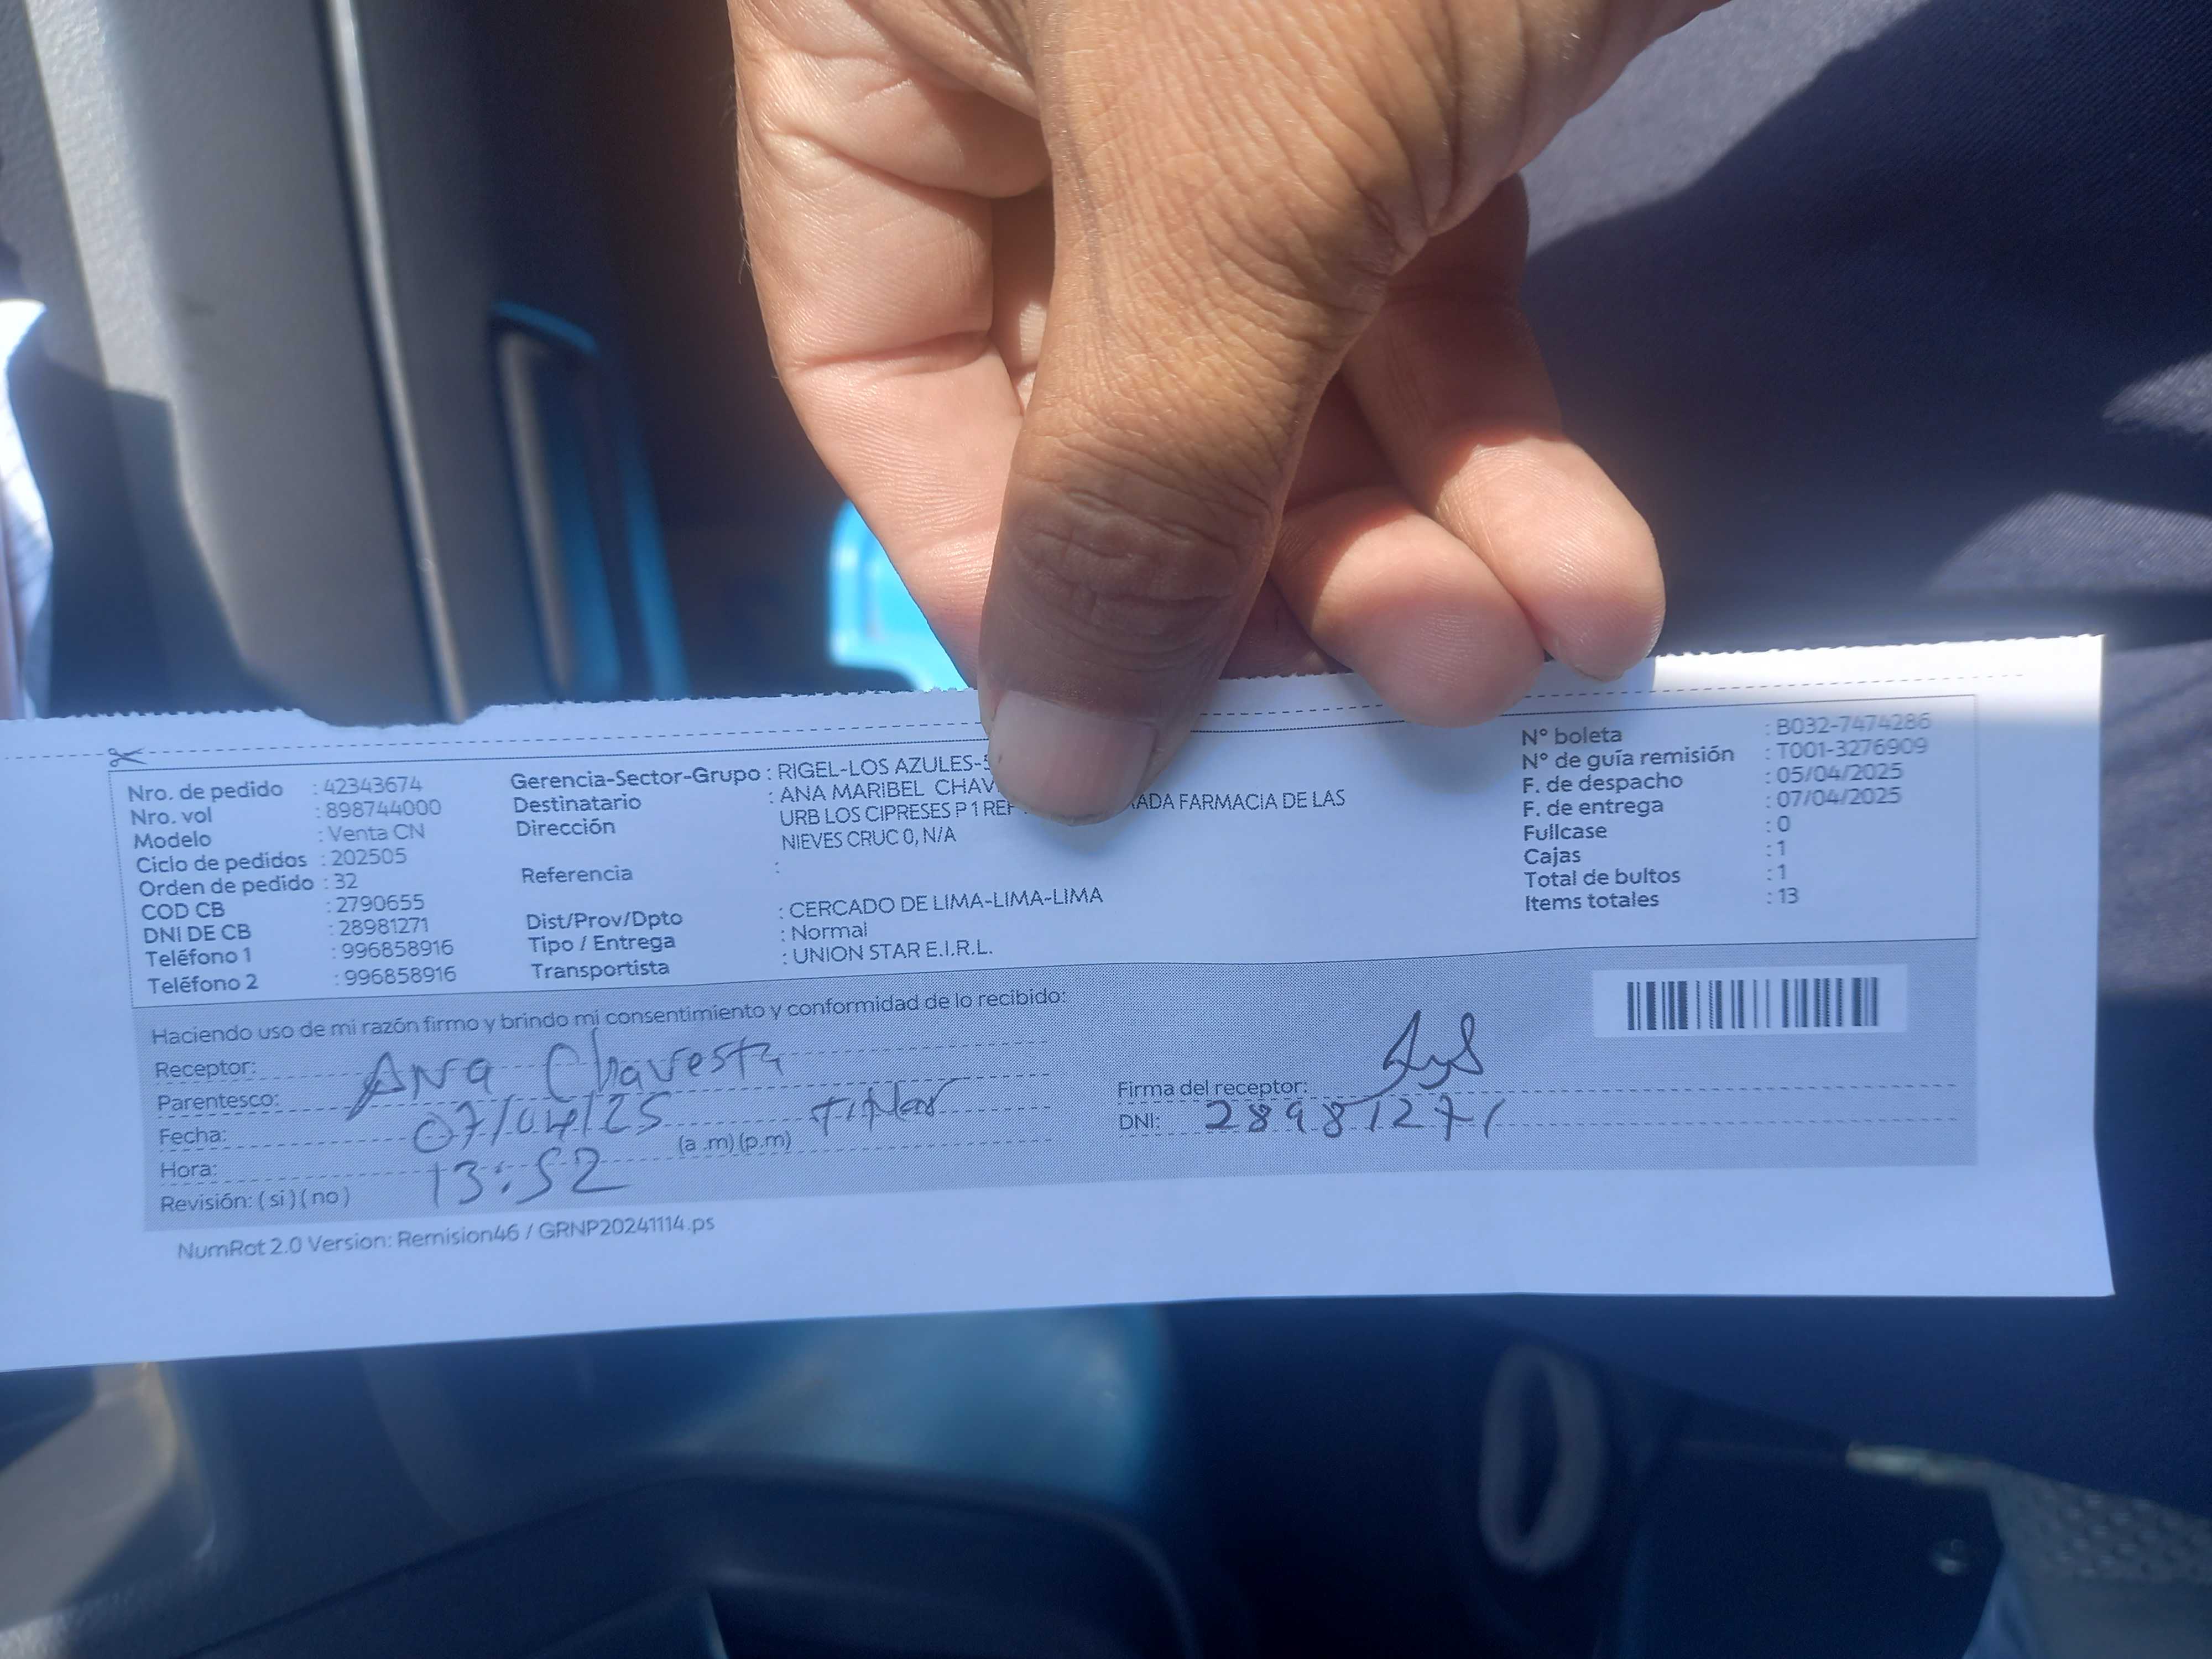 Nro. de pedido : 42343674
Nro. vol : 898744000
Modelo : Venta CN
Ciclo de pedidos : 202505
Orden de pedido : 32
COD CB : 2790655
DNI DE CB : 28981271
Teléfono 1 : 996858916
Teléfono 2 : 996858916
Gerencia-Sector-Grupo : RIGEL-LOS AZULES-
Destinatario : ANA MARIBEL
Dirección : URB LOS CIPRESES P 1 FARMACIA DE LAS
NIEVES CRUC 0, N/A
Referencia :
Dist/Prov/Dpto : CERCADO DE LIMA-LIMA-LIMA
Tipo / Entrega : Normal
Transportista : UNION STAR E.I.R.L.
N° boleta : B032-7474286
N° de guía remisión : T001-3276909
F. de despacho : 05/04/2025
F. de entrega : 07/04/2025
Fullcase : 0
Cajas : 1
Total de bultos : 1
Items totales : 13
Haciendo uso de mi razón firmo y brindo mi consentimiento y conformidad de lo recibido:
Receptor: Ana Chavesta
Parentesco: Titular
Fecha: 07/04/25
Hora: 13:52 (a .m) (p.m)
Revisión: ( si ) ( no )
Firma del receptor:
DNI: 28981271
NumRot 2.0 Version: Remision46 / GRNP20241114.ps